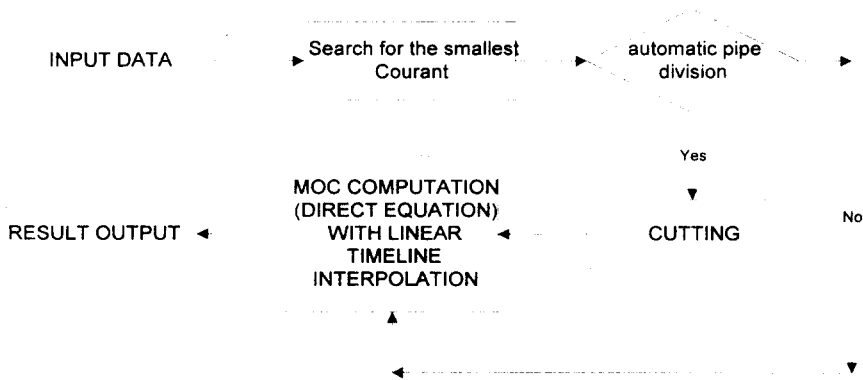 INPUT DATA
Search for the smallest
Courant
automatic pipe
division
Yes
No
MOC COMPUTATION
(DIRECT EQUATION)
WITH LINEAR
TIMELINE
INTERPOLATION
RESULT OUTPUT
CUTTING